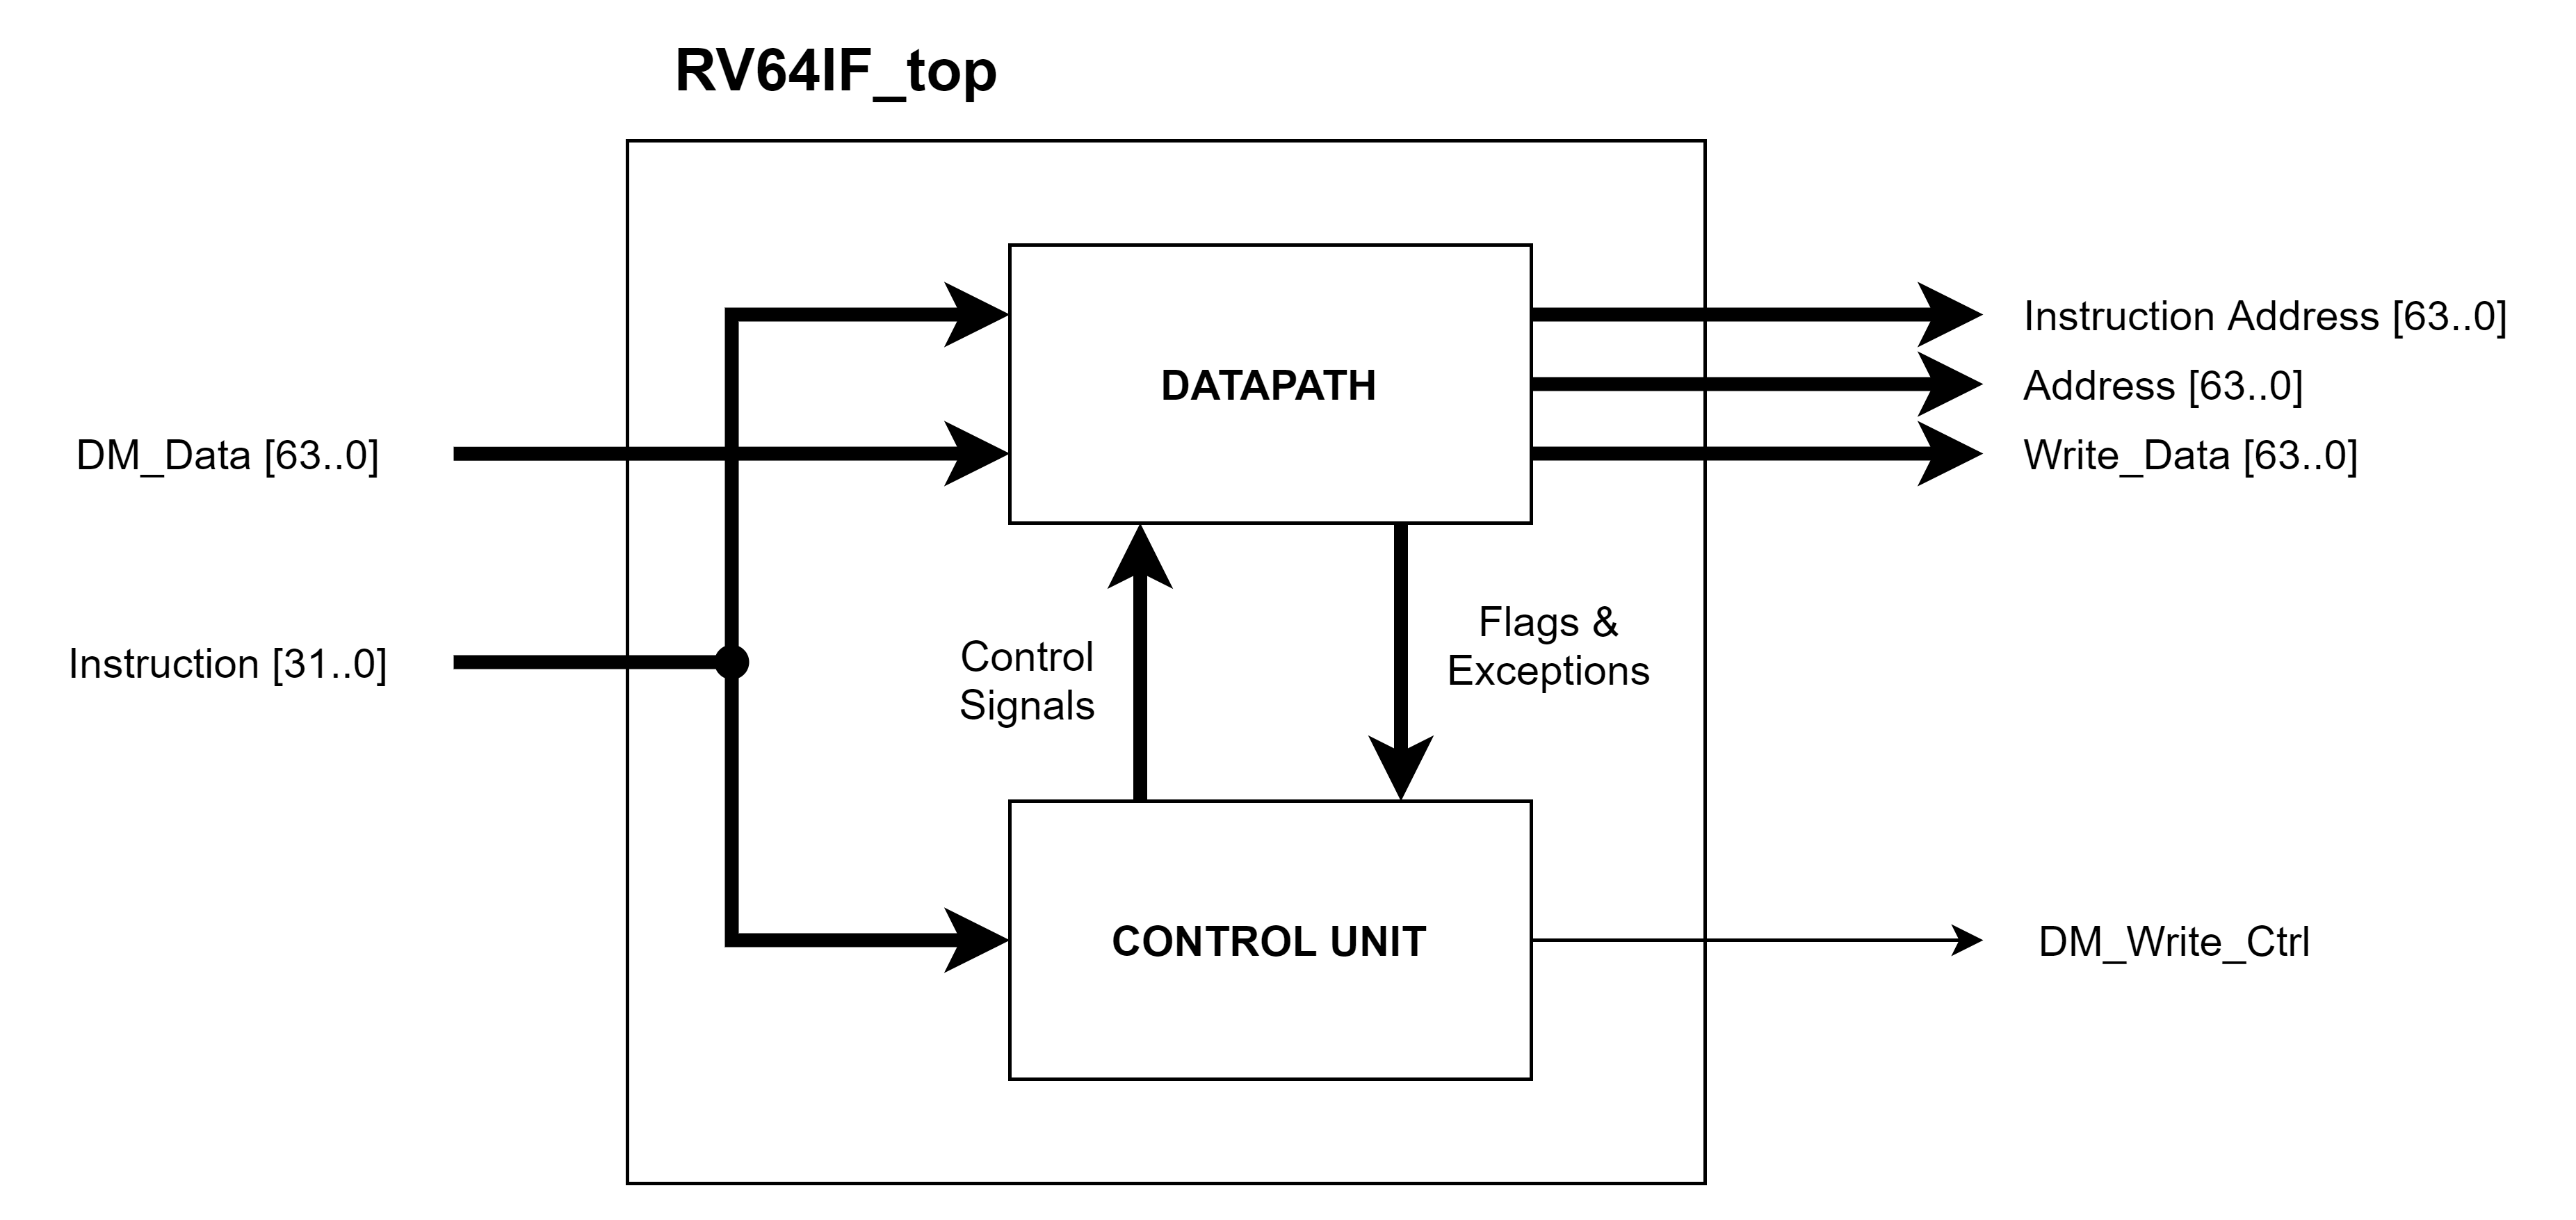 RV64IF_top
DATAPATH
Instruction Address [63..0]
Address [63..0]
DM_Data [63..0]
Write_Data [63..0]
Instruction [31..0]
Control
Signals
Flags &
Exceptions
CONTROL UNIT
DM_Write_Ctrl